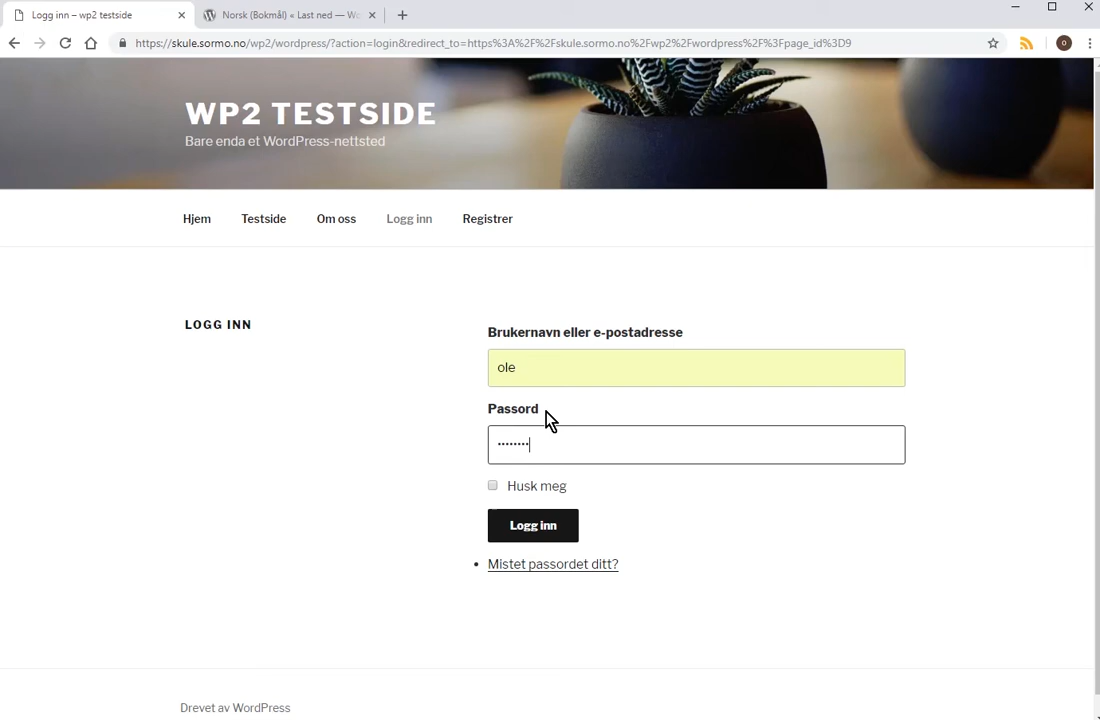 Logg inn – wp2 testside
Norsk (Bokmål) « Last ned — Wo
https://skule.sormo.no/wp2/wordpress/?action=login&redirect_to=https%3A%2F%2Fskule.sormo.no%2Fwp2%2Fwordpress%2F%3Fpage_id%3D9
O
WP2 TESTSIDE
Bare enda et WordPress-nettsted
Hjem Testside Om oss Logg inn Registrer
LOGG INN
Brukernavn eller e-postadresse
ole
Passord
••••••••
Husk meg
Logg inn
• Mistet passordet ditt?
Drevet av WordPress